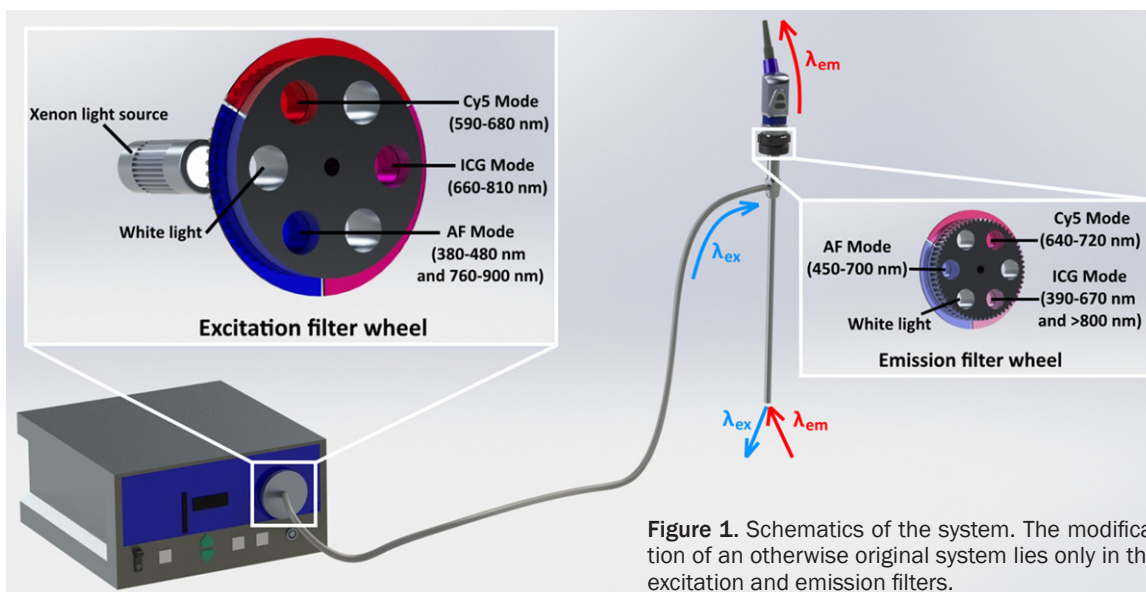 Xenon light source
White light
Cy5 Mode
(590-680 nm)
ICG Mode
(660-810 nm)
AF Mode
(380-480 nm
and 760-900 nm)
Excitation filter wheel
λem
λex
λex
λem
AF Mode
(450-700 nm)
White light
Cy5 Mode
(640-720 nm)
ICG Mode
(390-670 nm
and >800 nm)
Emission filter wheel
Figure 1. Schematics of the system. The modifica-
tion of an otherwise original system lies only in th
excitation and emission filters.